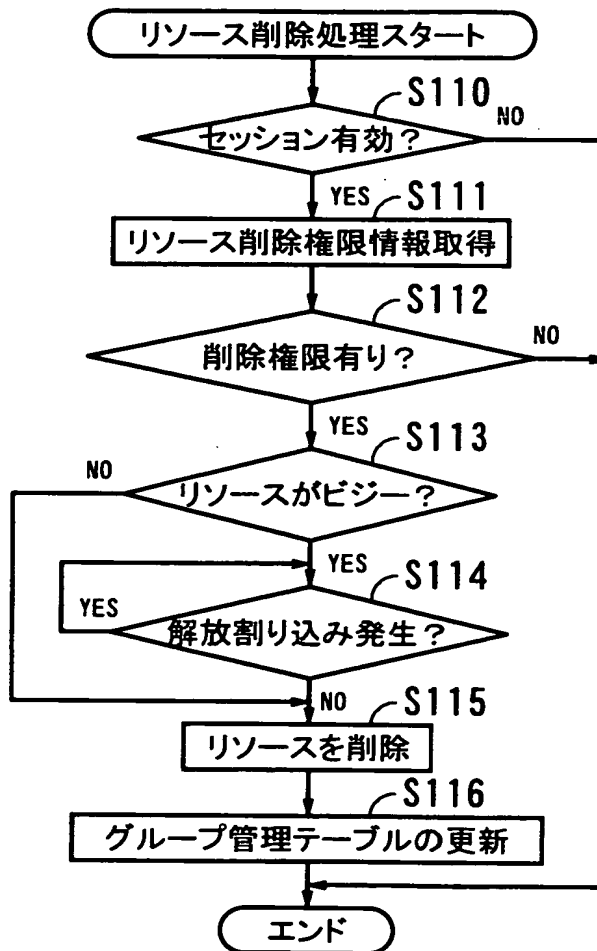 リソース削除処理スタート
S110
セッション有効?
NO
YES
S111
リソース削除権限情報取得
S112
削除権限有り?
NO
YES
S113
NO
リソースがビジー?
YES
S114
YES
解放割り込み発生?
NO
S115
リソースを削除
S116
グループ管理テーブルの更新
エンド